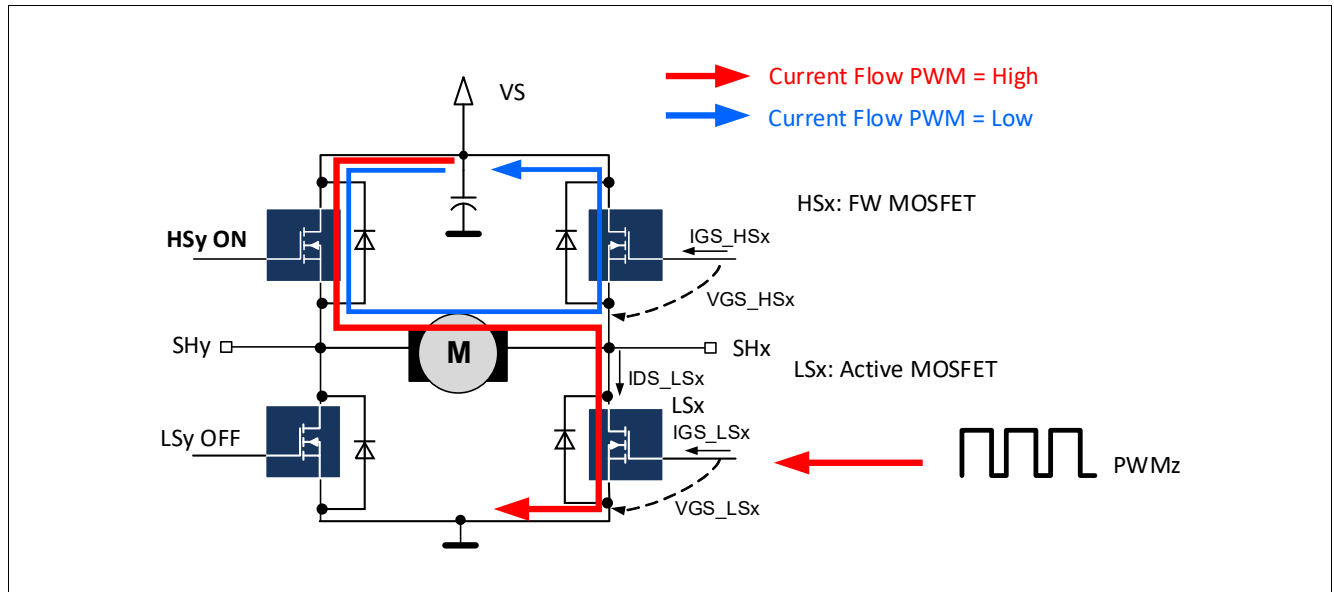 Current Flow PWM = High
VS
Current Flow PWM = Low
HSx: FW MOSFET
HSy ON
IGS_HSx
VGS_HSx
SHy
M
SHx
LSx: Active MOSFET
IDS_LSx
LSx
LSy OFF
IGS_LSx
PWMz
VGS_LSx